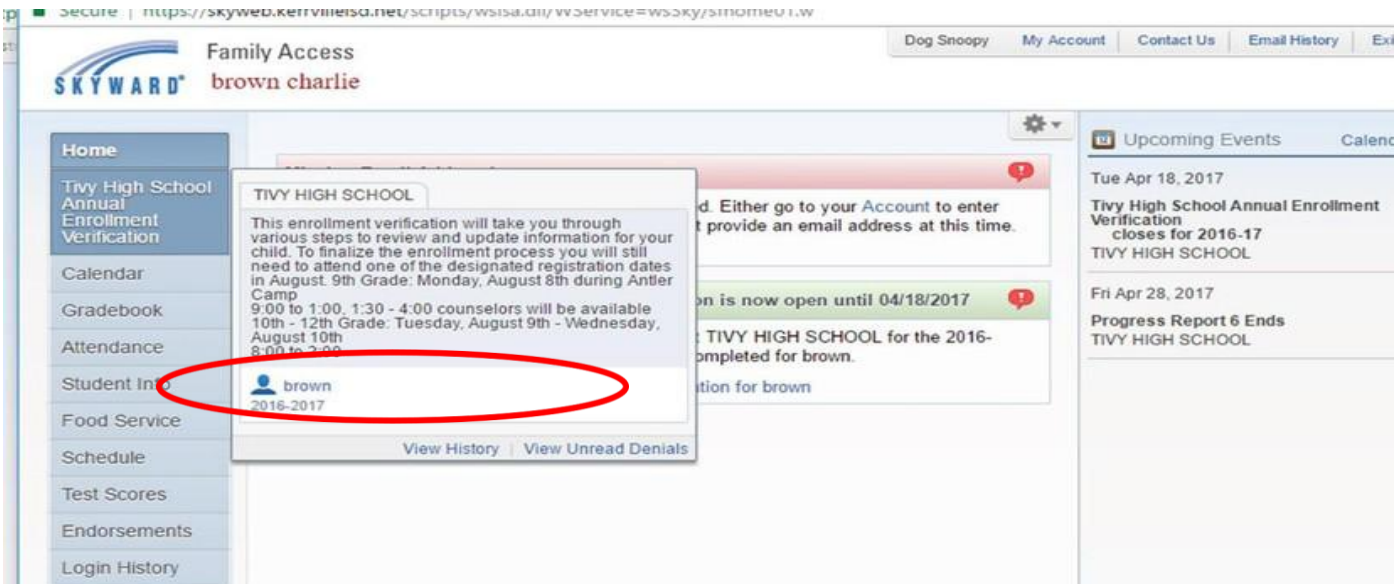 Secure | https://skyweb.kerrvilleisd.net/scripts/wsisa.dll/WService=wsSky/sfhome01.w
Dog Snoopy My Account Contact Us Email History
SKYWARD
Family Access
brown charlie
Home
Tivy High School
Annual
Enrollment
Verification
Calendar
Gradebook
Attendance
Student Info
Food Service
Schedule
Test Scores
Endorsements
Login History
TIVY HIGH SCHOOL
This enrollment verification will take you through
various steps to review and update information for your
child. To finalize the enrollment process you will still
need to attend one of the designated registration dates
in August. 9th Grade: Monday, August 8th during Antler
Camp
9:00 to 1:00, 1:30 - 4:00 counselors will be available
10th - 12th Grade: Tuesday, August 9th - Wednesday,
August 10th
8:00 to 2:00
brown
2016-2017
View History | View Unread Denials
d. Either go to your Account to enter
t provide an email address at this time.
on is now open until 04/18/2017
TIVY HIGH SCHOOL for the 2016-
ompleted for brown.
tion for brown
Upcoming Events
Tue Apr 18, 2017
Tivy High School Annual Enrollment
Verification
closes for 2016-17
TIVY HIGH SCHOOL
Fri Apr 28, 2017
Progress Report 6 Ends
TIVY HIGH SCHOOL